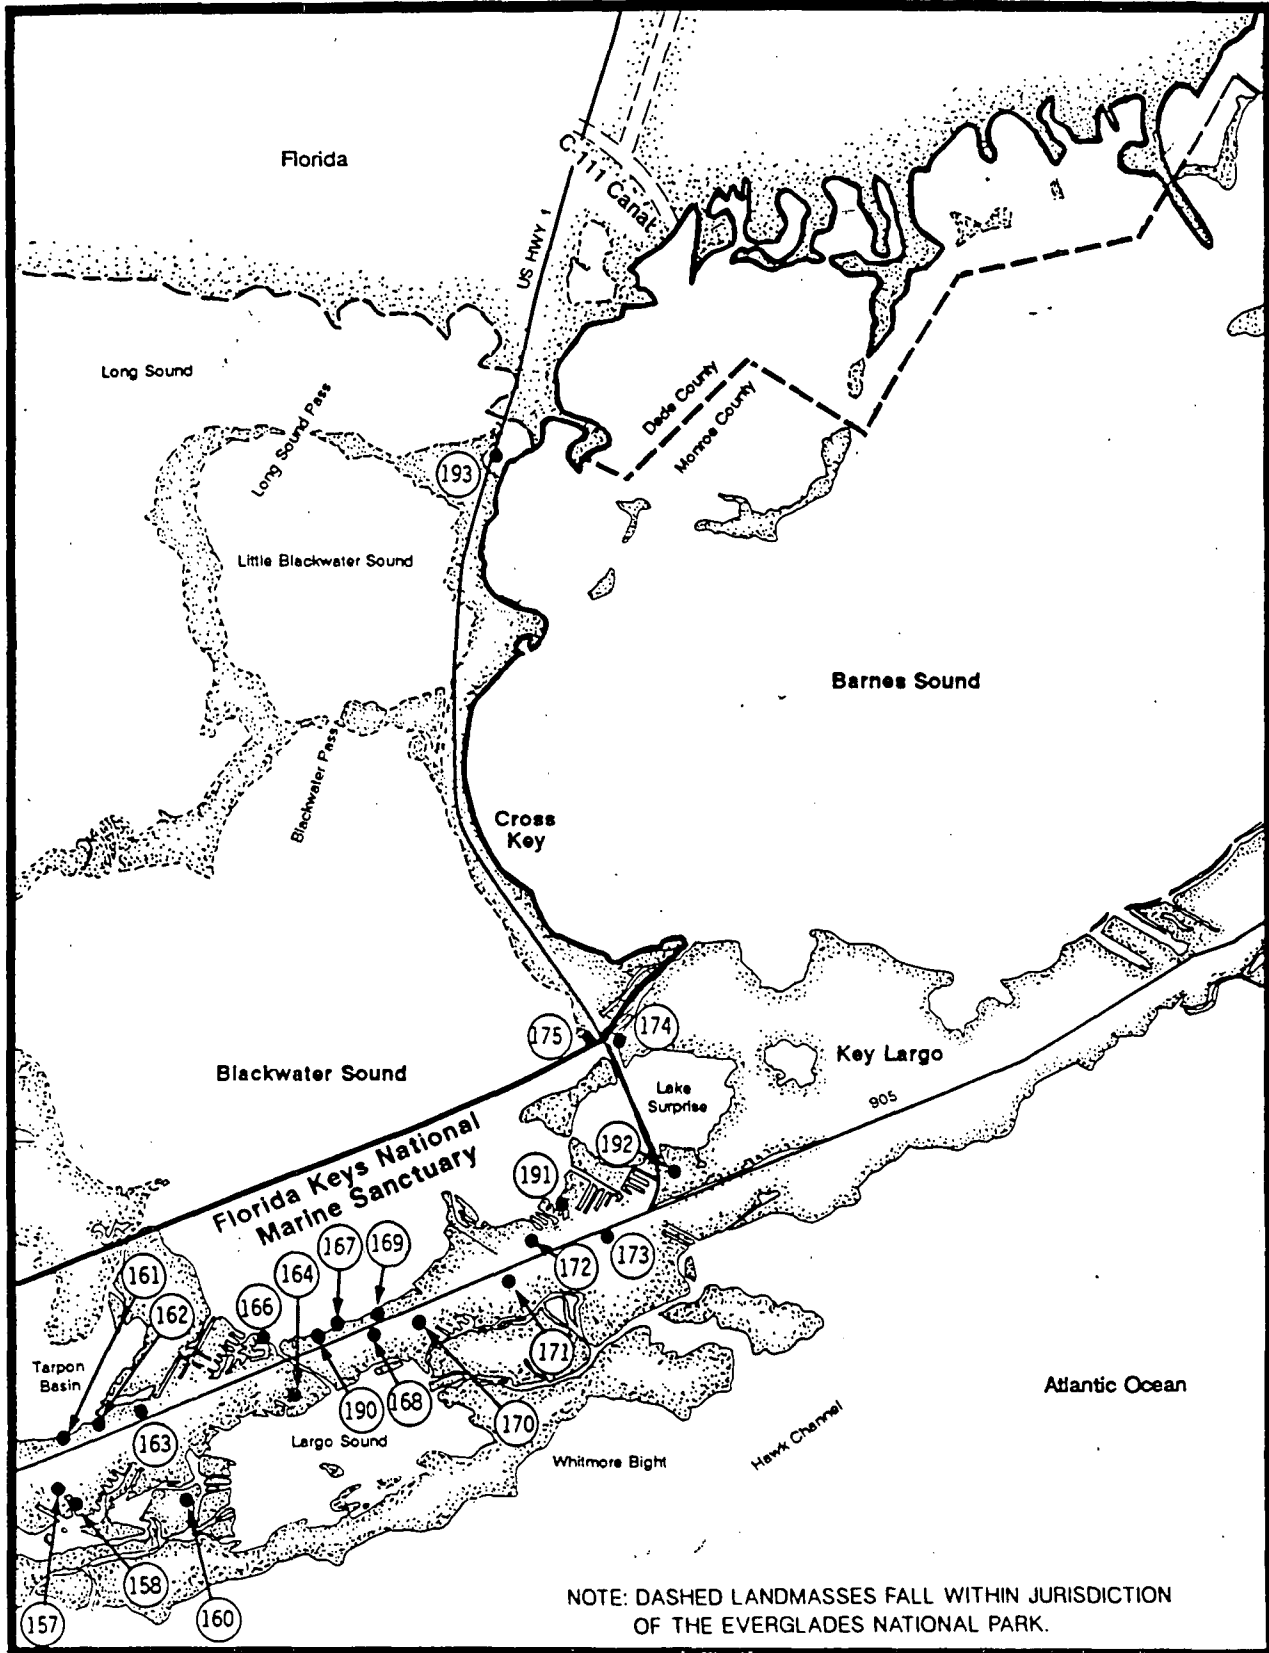 Florida
C-111 Canal
US HWY 1
Long Sound
Long Sound Pass
Dade County
Monroe County
193
Little Blackwater Sound
Barnes Sound
Blackwater Pass
Cross
Key
175
174
Key Largo
Blackwater Sound
Lake
Surprise
905
Florida Keys National
Marine Sanctuary
192
191
167
169
164
161
172
173
166
162
171
Tarpon
Basin
Atlantic Ocean
190
168
170
163
Largo Sound
Hawk Channel
Whitmore Bight
158
157
160
NOTE: DASHED LANDMASSES FALL WITHIN JURISDICTION
OF THE EVERGLADES NATIONAL PARK.